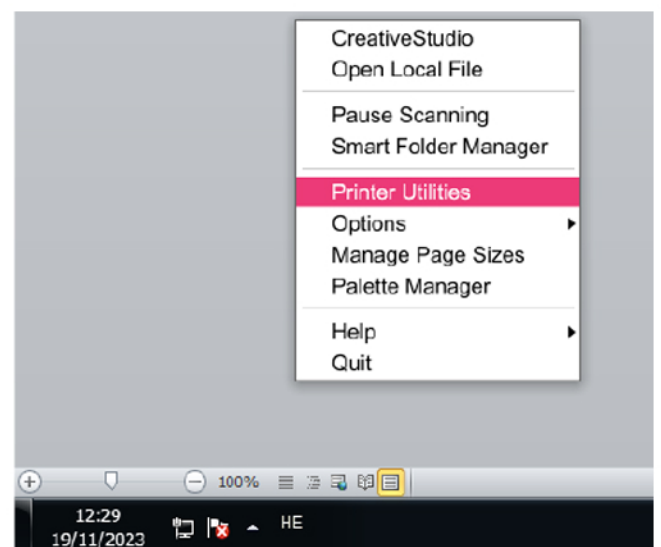 CreativeStudio
Open Local File
Pause Scanning
Smart Folder Manager
Printer Utilities
Options
Manage Page Sizes
Palette Manager
Help
Quit
100%
12:29
19/11/2023
HE